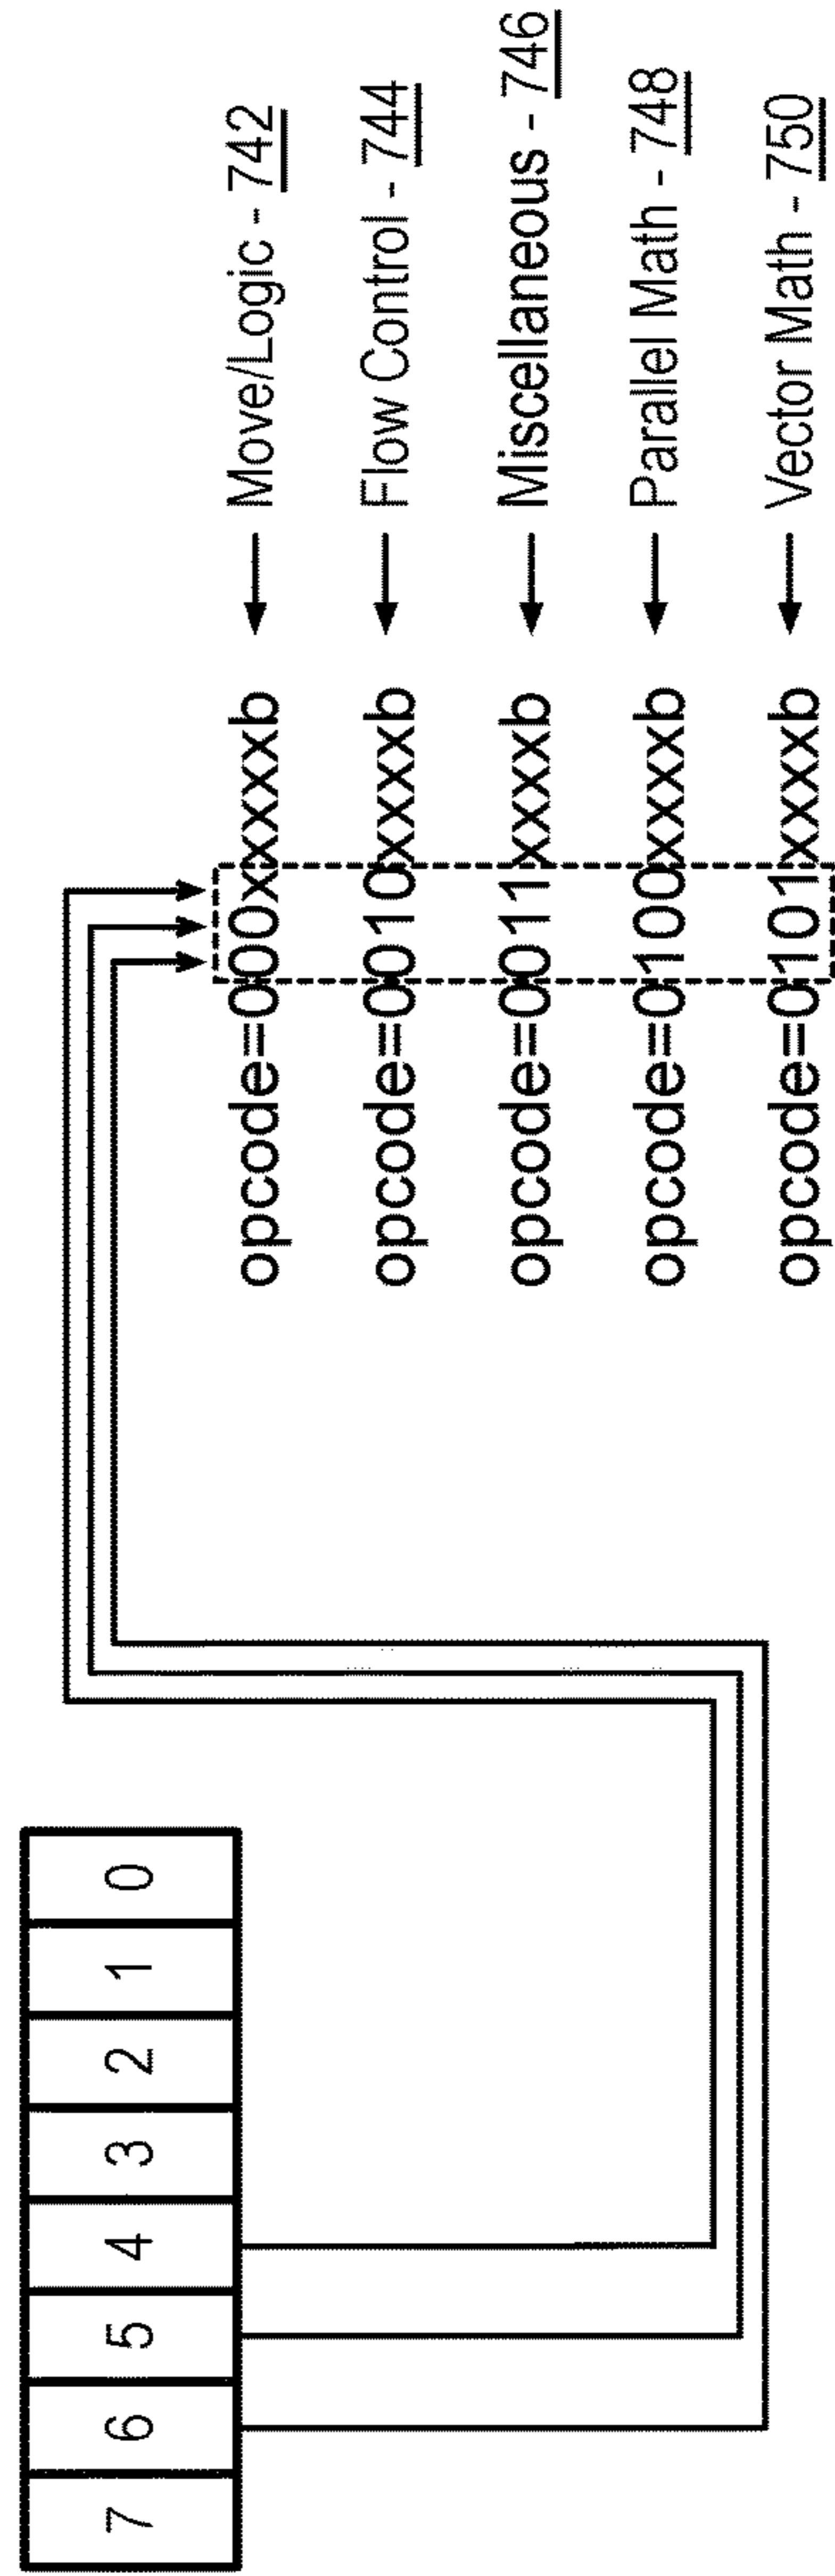 7 6 5 4 3 2 1 0
opcode=000xxxxxb Move/Logic - 742
opcode=0010xxxxb Flow Control - 744
opcode=0011xxxxb Miscellaneous - 746
opcode=0100xxxxb Parallel Math - 748
opcode=0101xxxxb Vector Math - 750